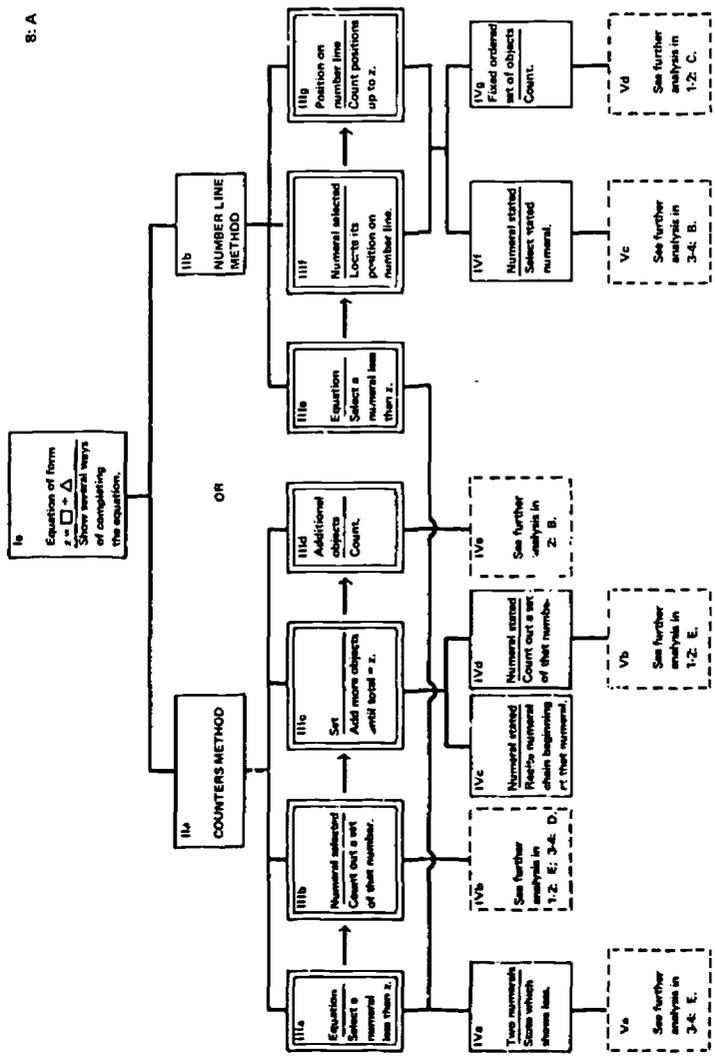 8: A
Ia
Equation of form
z = □ + △
Show several ways
of completing
the equation.
IIa
COUNTERS METHOD
OR
IIb
NUMBER LINE
METHOD
IIIa
Equation
Select a
numeral
less than z.
IIIb
Numeral selected
Count out a set
of that number.
IIIc
Set
Add more objects
until total = z.
IIId
Additional
objects
Count.
IIIe
Equation
Select a
numeral less
than z.
IIIf
Numeral selected
Locate its
position on
number line.
IIIg
Position on
number line
Count positions
up to z.
IVa
Two numerals
State which
shows less.
IVb
See further
analysis in
1-2: E; 3-4: D.
IVc
Numeral stated
Recite numeral
chain beginning
at that numeral.
IVd
Numeral stated
Count out a set
of that number.
IVe
See further
analysis in
2: B.
IVf
Numeral stated
Select stated
numeral.
IVg
Fixed ordered
set of objects
Count.
Va
See further
analysis in
3-4: E.
Vb
See further
analysis in
1-2: E.
Vc
See further
analysis in
3-4: B.
Vd
See further
analysis in
1-2: C.